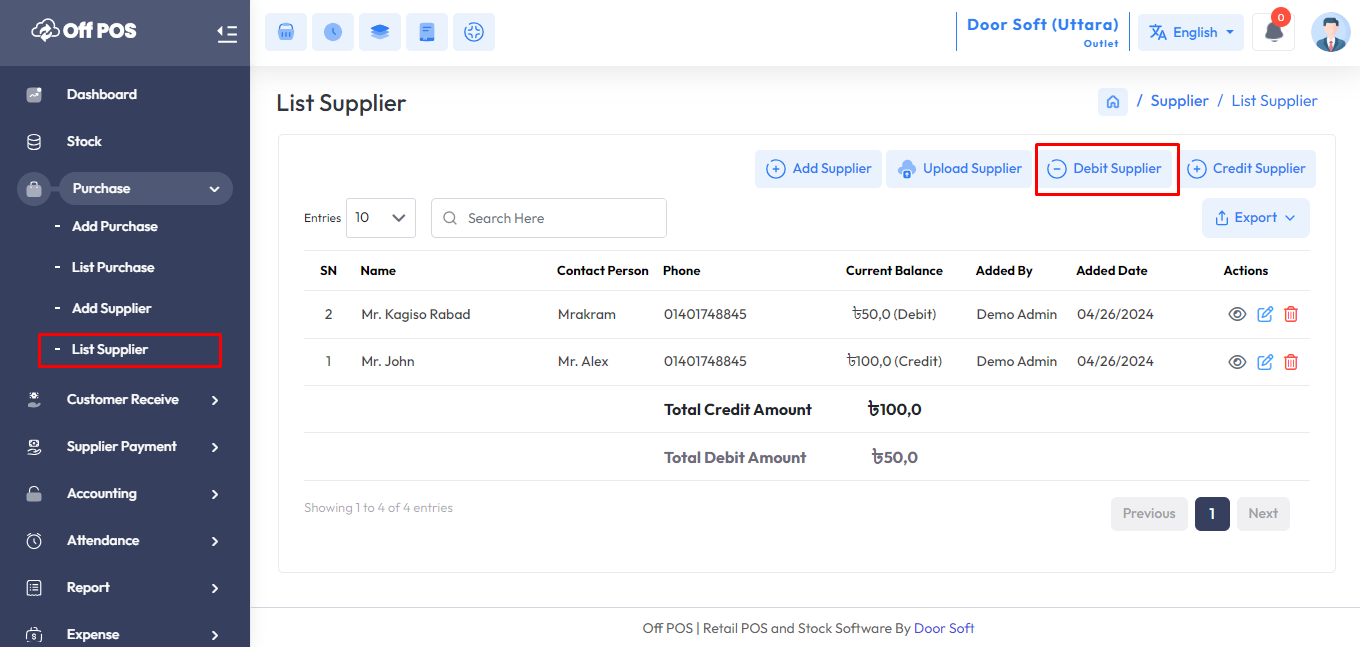 Off POS
Door Soft (Uttara)
Outlet
English
0
Dashboard
Stock
Purchase
- Add Purchase
- List Purchase
- Add Supplier
- List Supplier
Customer Receive
Supplier Payment
Accounting
Attendance
Report
Expense
List Supplier
/ Supplier / List Supplier
Add Supplier Upload Supplier Debit Supplier Credit Supplier
Entries 10 Search Here Export
SN Name Contact Person Phone Current Balance Added By Added Date Actions
2 Mr. Kagiso Rabad Mrakram 01401748845 ৳50,0 (Debit) Demo Admin 04/26/2024
1 Mr. John Mr. Alex 01401748845 ৳100,0 (Credit) Demo Admin 04/26/2024
Total Credit Amount ৳100,0
Total Debit Amount ৳50,0
Showing 1 to 4 of 4 entries
Previous 1 Next
Off POS | Retail POS and Stock Software By Door Soft